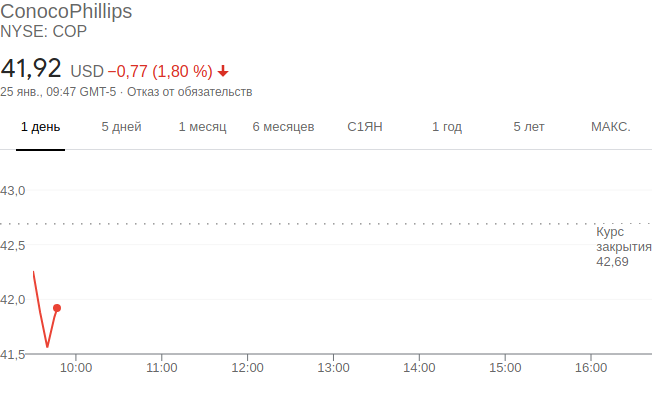 ConocoPhillips
NYSE: COP
41,92 USD −0,77 (1,80 %)
25 янв., 09:47 GMT-5 · Отказ от обязательств
1 день 5 дней 1 месяц 6 месяцев С1ЯН 1 год 5 лет МАКС.
43,0
Курс
закрытия
42,5
42,69
42,0
41,5
10:00 11:00 12:00 13:00 14:00 15:00 16:00